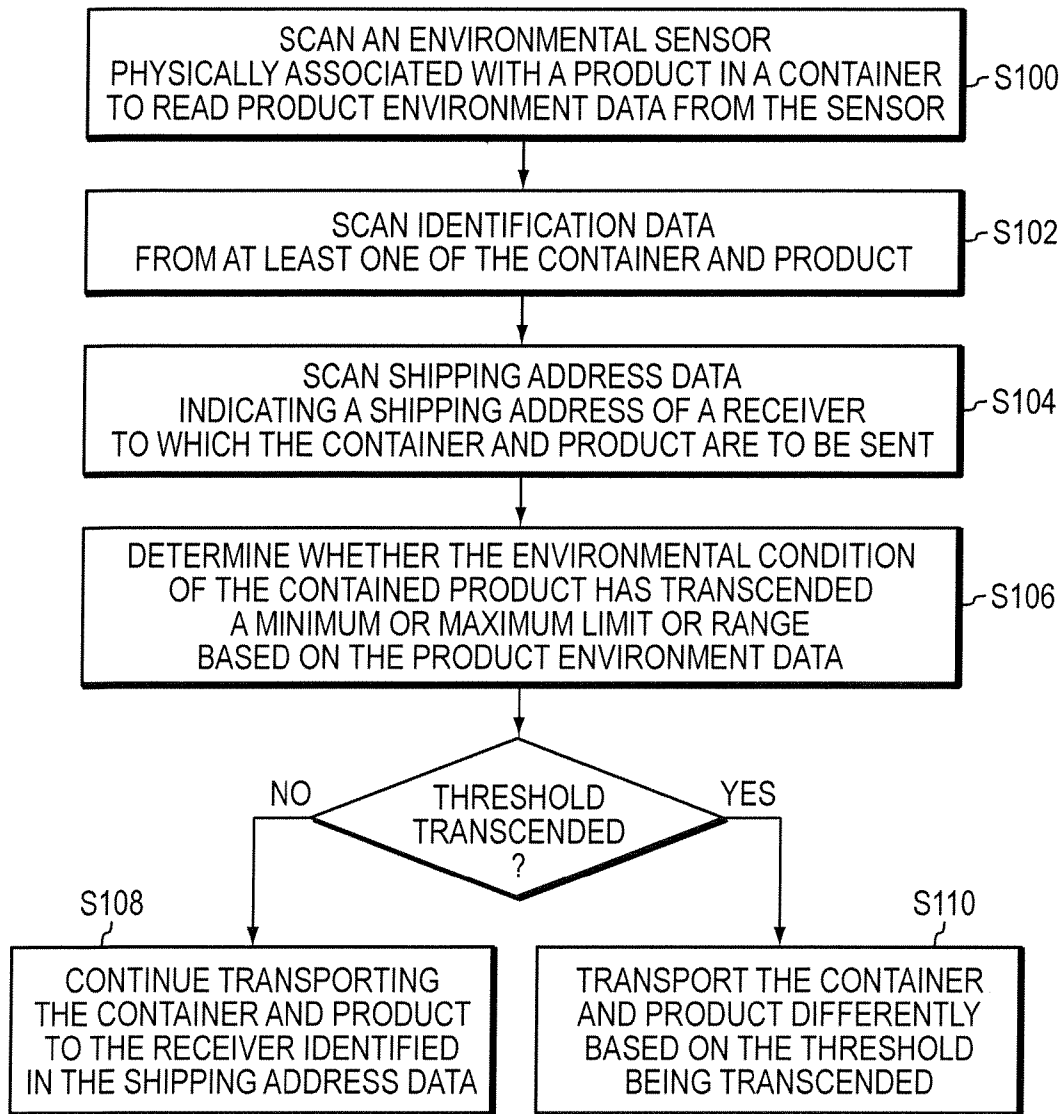 SCAN AN ENVIRONMENTAL SENSOR
PHYSICALLY ASSOCIATED WITH A PRODUCT IN A CONTAINER
TO READ PRODUCT ENVIRONMENT DATA FROM THE SENSOR
S100
SCAN IDENTIFICATION DATA
FROM AT LEAST ONE OF THE CONTAINER AND PRODUCT
S102
SCAN SHIPPING ADDRESS DATA
INDICATING A SHIPPING ADDRESS OF A RECEIVER
TO WHICH THE CONTAINER AND PRODUCT ARE TO BE SENT
S104
DETERMINE WHETHER THE ENVIRONMENTAL CONDITION
OF THE CONTAINED PRODUCT HAS TRANSCENDED
A MINIMUM OR MAXIMUM LIMIT OR RANGE
BASED ON THE PRODUCT ENVIRONMENT DATA
S106
NO
THRESHOLD
TRANSCENDED
?
YES
S108
CONTINUE TRANSPORTING
THE CONTAINER AND PRODUCT
TO THE RECEIVER IDENTIFIED
IN THE SHIPPING ADDRESS DATA
S110
TRANSPORT THE CONTAINER
AND PRODUCT DIFFERENTLY
BASED ON THE THRESHOLD
BEING TRANSCENDED